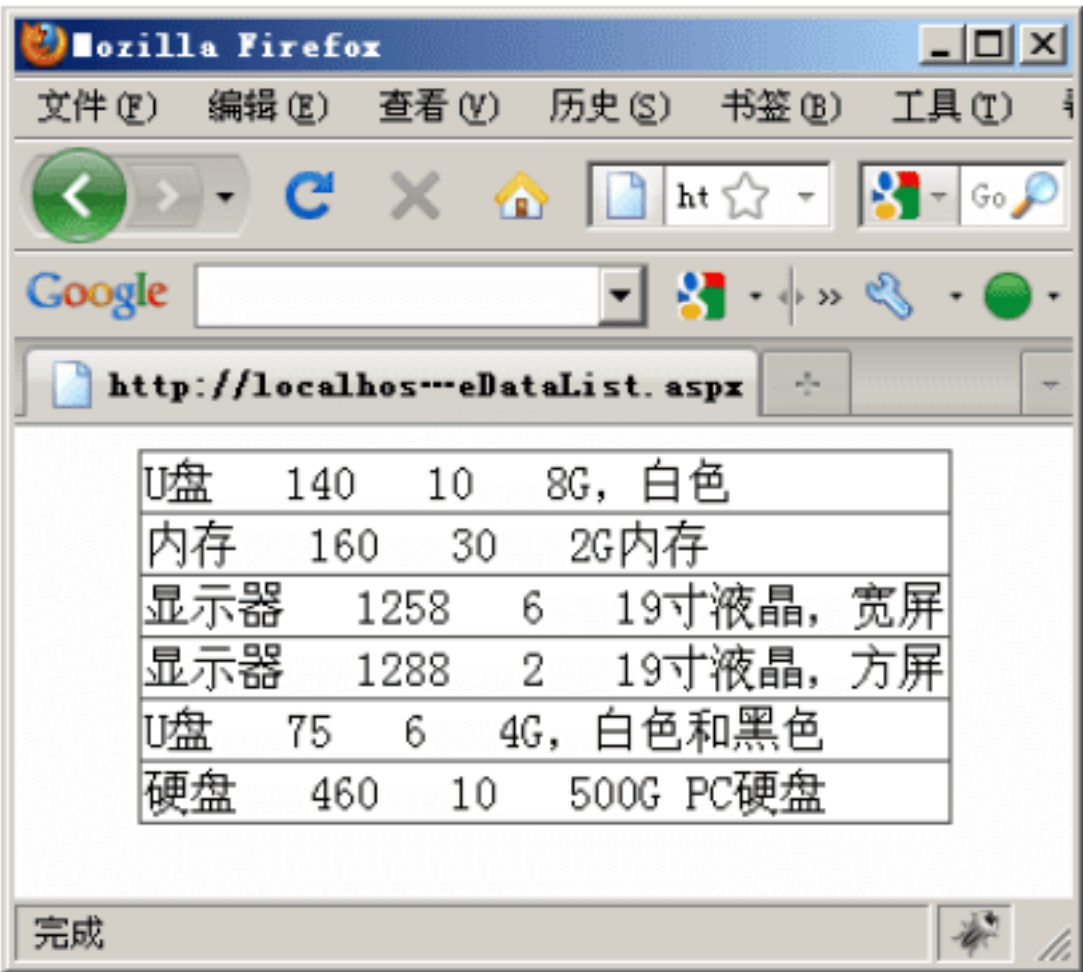 Mozilla Firefox
文件(F) 编辑(E) 查看(V) 历史(S) 书签(B) 工具(T)
ht Go
Google
http://localhos…eDataList.aspx
U盘 140 10 8G，白色
内存 160 30 2G内存
显示器 1258 6 19寸液晶，宽屏
显示器 1288 2 19寸液晶，方屏
U盘 75 6 4G，白色和黑色
硬盘 460 10 500G PC硬盘
完成